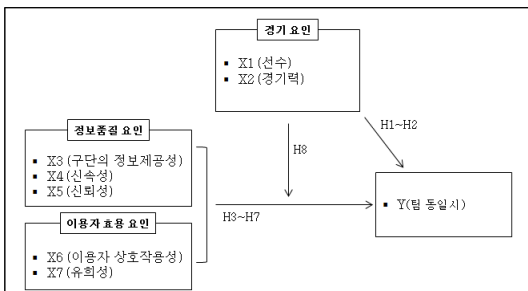 경기 요인
▪ X1(선수)
▪ X2(경기력)
H1~H2
H8
정보품질 요인
▪ X3(구단의 정보제공성)
▪ X4(신속성)
▪ X5(신뢰성)
▪ Y(팀 동일시)
H3~H7
이용자 효용 요인
▪ X6(이용자 상호작용성)
▪ X7(유희성)